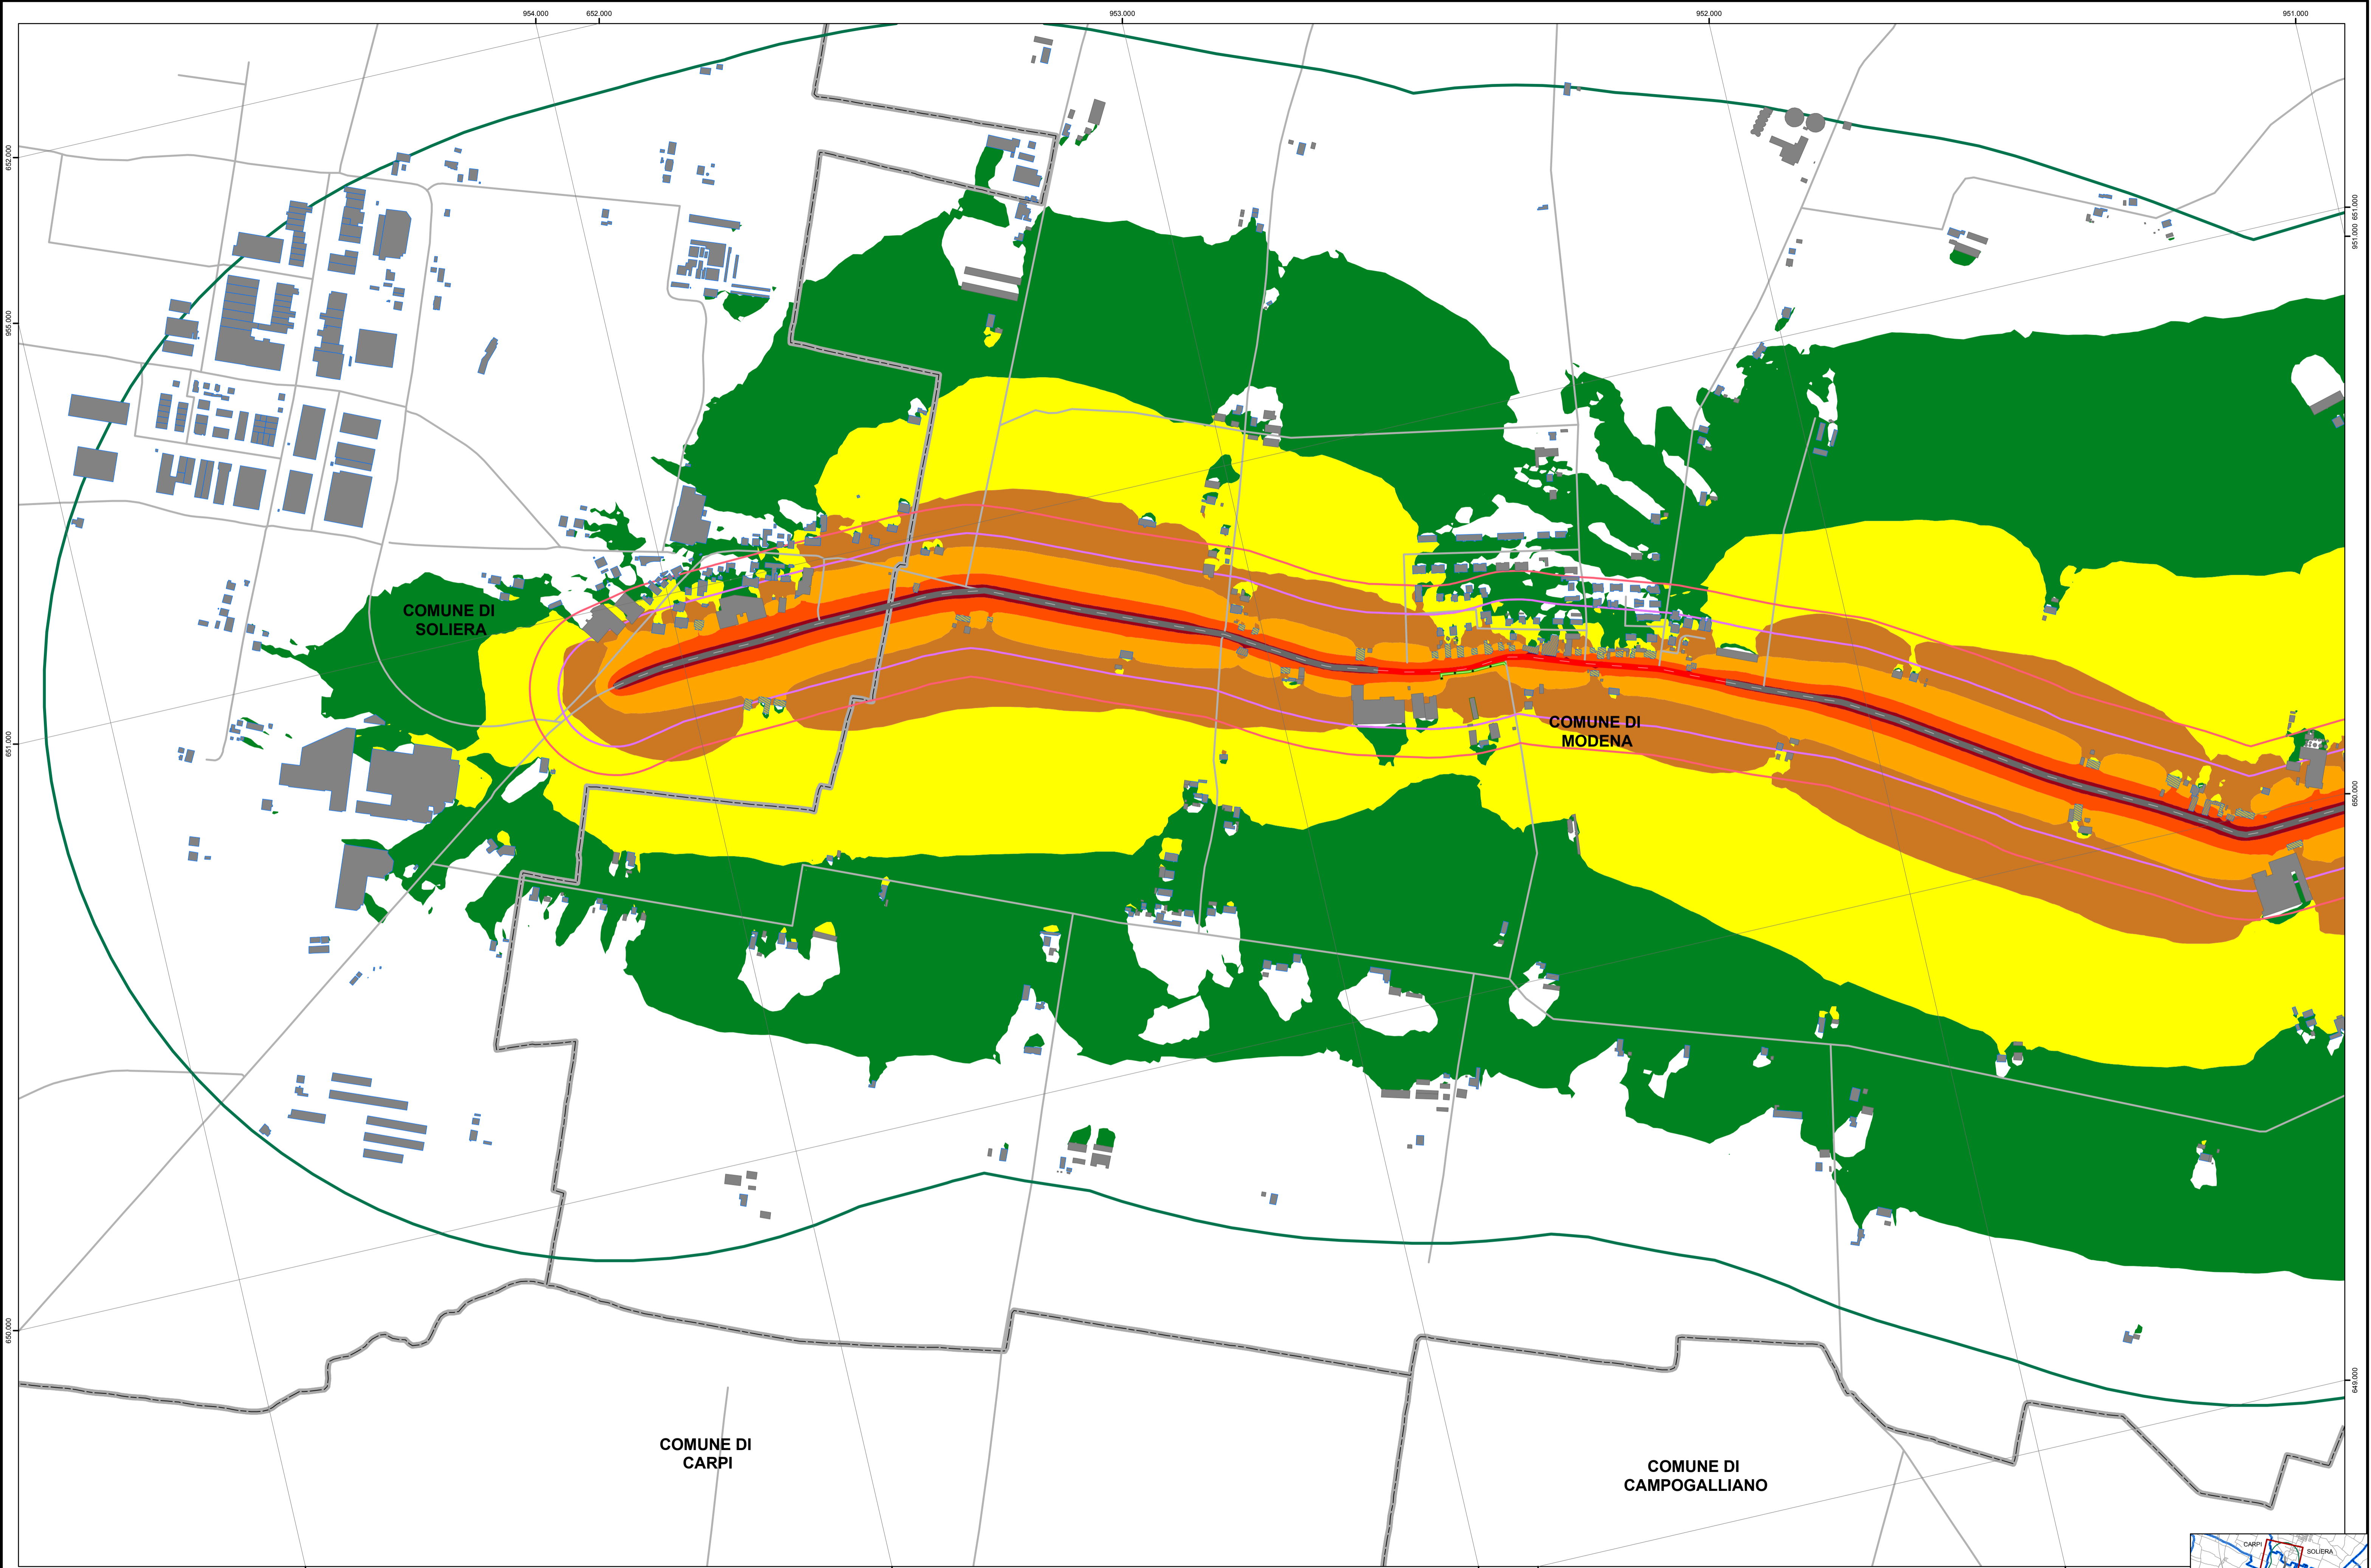 954.000
652.000
953.000
952.000
951.000
652.000
651.000
951.000
955.000
COMUNE DI
SOLIERA
COMUNE DI
MODENA
651.000
650.000
650.000
649.000
COMUNE DI
CARPI
COMUNE DI
CAMPOGALLIANO
CARPI
SOLIERA